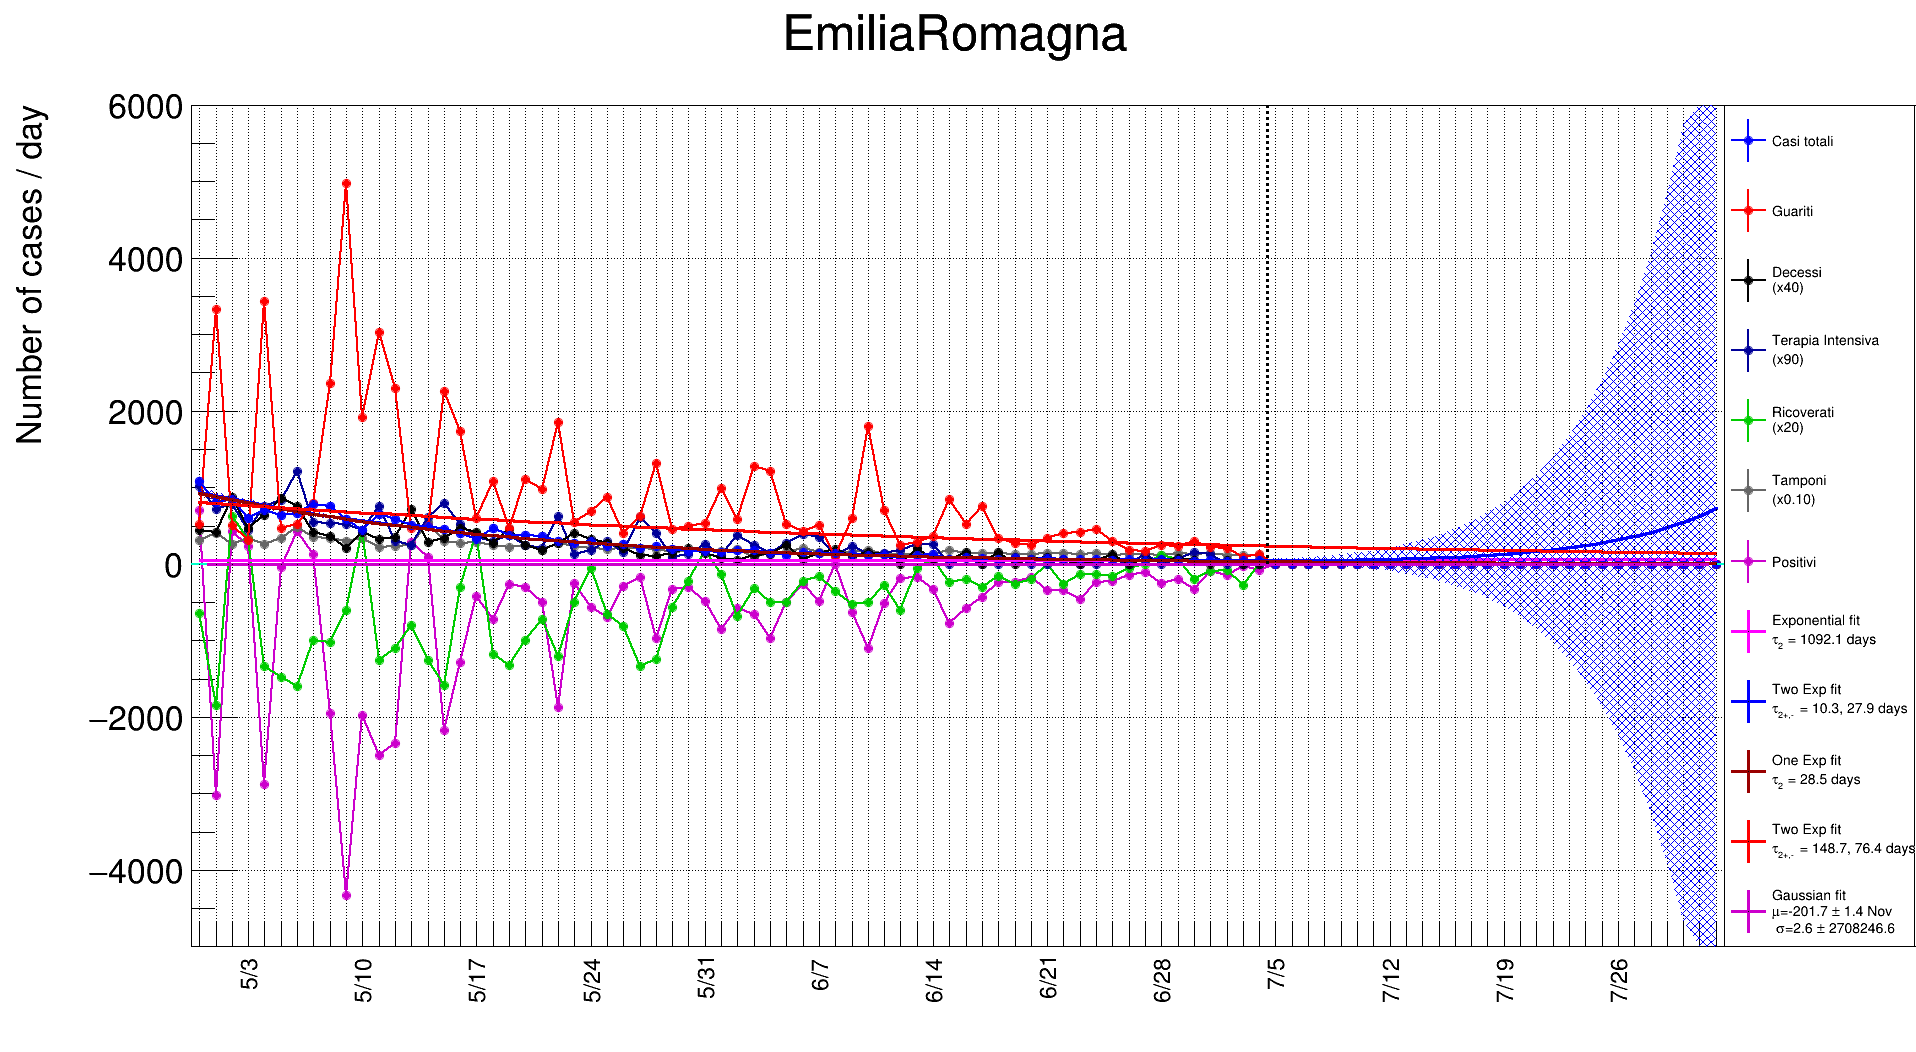 EmiliaRomagna
Number of cases / day
6000
4000
2000
0
−2000
−4000
5/3
5/10
5/17
5/24
5/31
6/7
6/14
6/21
6/28
7/5
7/12
7/19
7/26
Casi totali
Guariti
Decessi
(x40)
Terapia Intensiva
(x90)
Ricoverati
(x20)
Tamponi
(x0.10)
Positivi
Exponential fit
τ2 = 1092.1 days
Two Exp fit
τ2+,- = 10.3, 27.9 days
One Exp fit
τ2 = 28.5 days
Two Exp fit
τ2+,- = 148.7, 76.4 days
Gaussian fit
μ=-201.7 ± 1.4 Nov
σ=2.6 ± 2708246.6